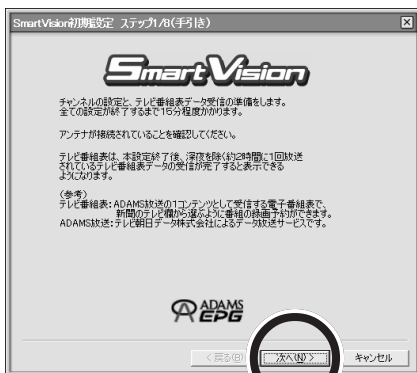 SmartVision初期設定 ステップ1/8(手引き)
SmartVision
チャンネルの設定と、テレビ番組表データ受信の準備をします。
全ての設定が終了するまで15分程度かかります。
アンテナが接続されていることを確認してください。
テレビ番組表は、本設定終了後、深夜を除く約2時間に1回放送
されているテレビ番組表データの受信が完了すると表示できる
ようになります。
(参考)
テレビ番組表：ADAMS放送の1コンテンツとして受信する電子番組表で、
新聞のテレビ欄から選ぶように番組の録画予約ができます。
ADAMS放送：テレビ朝日データ株式会社によるデータ放送サービスです。
ADAMS
EPG
< 戻る(B)
次へ(N) >
キャンセル